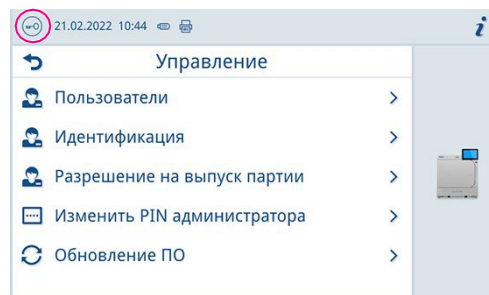 21.02.2022 10:44
i
Управление
Пользователи
Идентификация
Разрешение на выпуск партии
Изменить PIN администратора
Обновление ПО